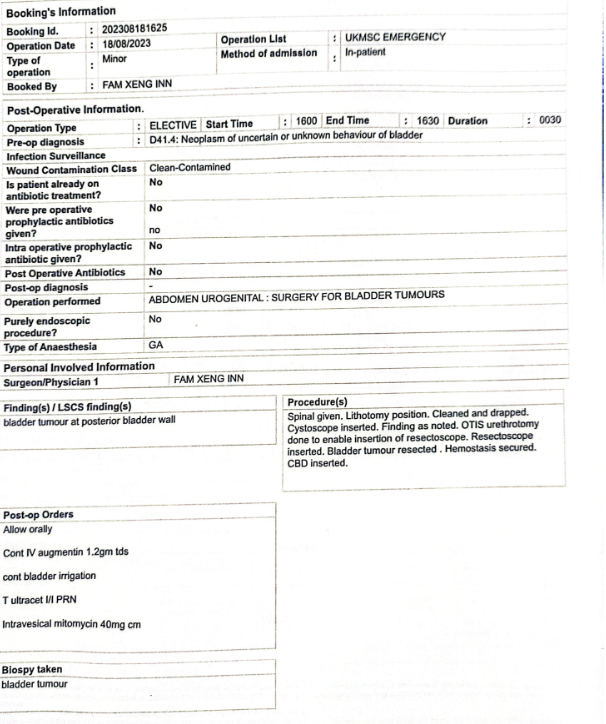 Booking's Information
Booking Id. : 202308181625
Operation Date : 18/08/2023 Operation List : UKMSC EMERGENCY
Type of operation : Minor Method of admission : In-patient
Booked By : FAM XENG INN
Post-Operative Information.
Operation Type : ELECTIVE Start Time : 1600 End Time : 1630 Duration : 0030
Pre-op diagnosis : D41.4: Neoplasm of uncertain or unknown behaviour of bladder
Infection Surveillance
Wound Contamination Class Clean-Contamined
Is patient already on antibiotic treatment? No
Were pre operative prophylactic antibiotics given? No
no
Intra operative prophylactic antibiotic given? No
Post Operative Antibiotics No
Post-op diagnosis -
Operation performed ABDOMEN UROGENITAL : SURGERY FOR BLADDER TUMOURS
Purely endoscopic procedure? No
Type of Anaesthesia GA
Personal Involved Information
Surgeon/Physician 1 FAM XENG INN
Finding(s) / LSCS finding(s)
bladder tumour at posterior bladder wall
Procedure(s)
Spinal given. Lithotomy position. Cleaned and drapped.
Cystoscope inserted. Finding as noted. OTIS urethrotomy
done to enable insertion of resectoscope. Resectoscope
inserted. Bladder tumour resected . Hemostasis secured.
CBD inserted.
Post-op Orders
Allow orally
Cont IV augmentin 1.2gm tds
cont bladder irrigation
T ultracet I/I PRN
Intravesical mitomycin 40mg cm
Biospy taken
bladder tumour